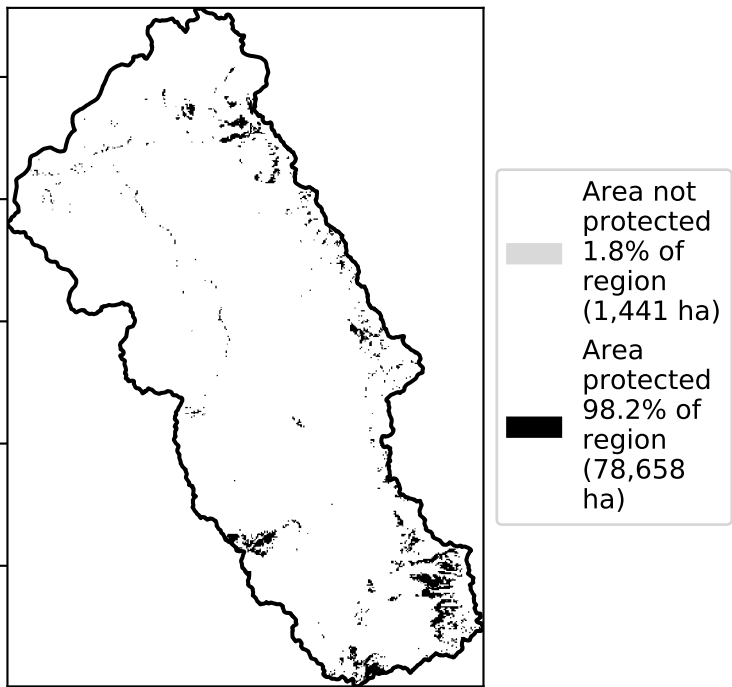 Area not
protected
1.8% of
region
(1,441 ha)
Area
protected
98.2% of
region
(78,658
ha)